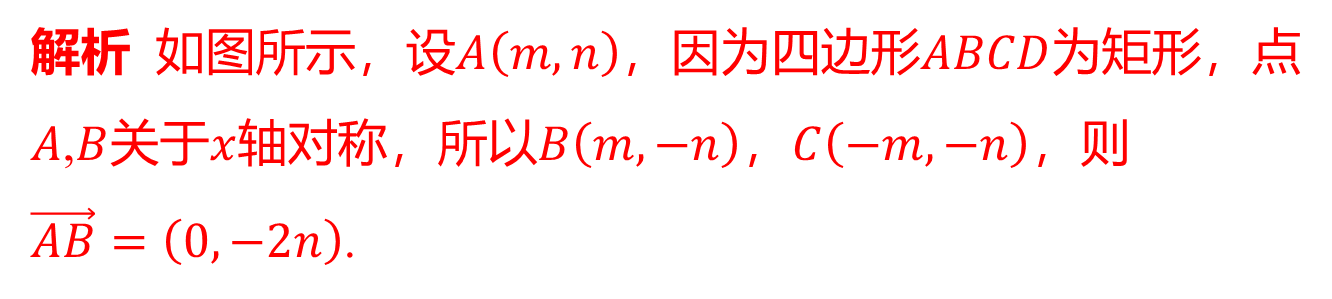 解析 如图所示，设A(m,n)，因为四边形ABCD为矩形，点
A,B关于x轴对称，所以B(m,−n)，C(−m,−n)，则
$\overrightarrow{AB}$ = (0,−2n).